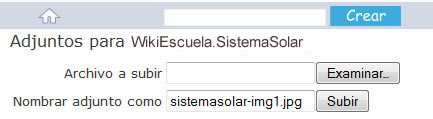 Crear
Adjuntos para WikiEscuela.SistemaSolar
Archivo a subir Examinar...
Nombrar adjunto como sistemasolar-img1.jpg Subir